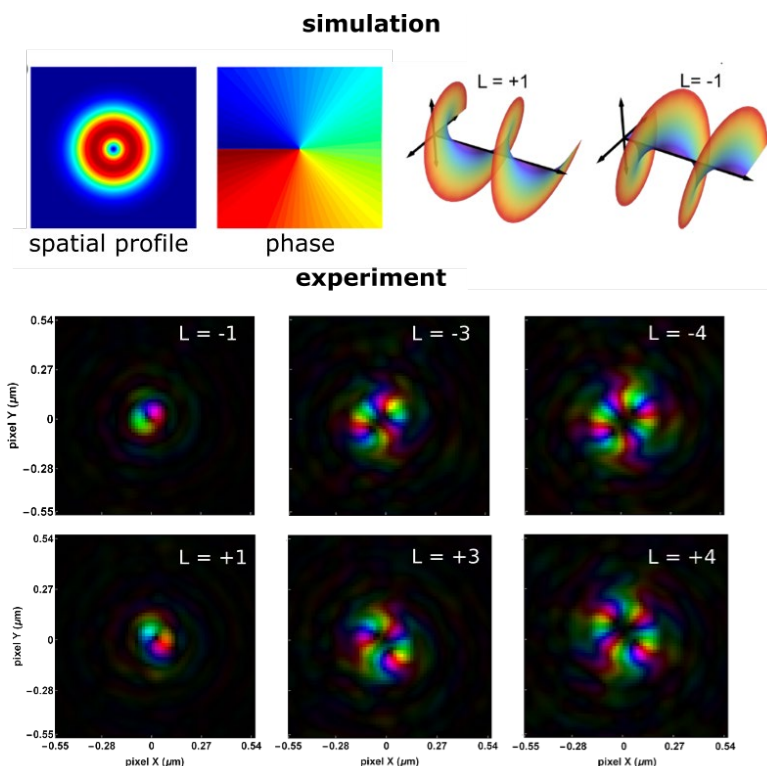 simulation
L = +1
L= -1
spatial profile
phase
experiment
L = -1
L = -3
L = -4
0.54
0.27
0
−0.28
−0.55
pixel Y (μm)
L = +1
L = +3
L = +4
0.54
0.27
0
−0.28
−0.55
pixel Y (μm)
−0.55 −0.28 0 0.27 0.54
−0.55 −0.28 0 0.27 0.54
−0.55 −0.28 0 0.27 0.54
pixel X (μm)
pixel X (μm)
pixel X (μm)